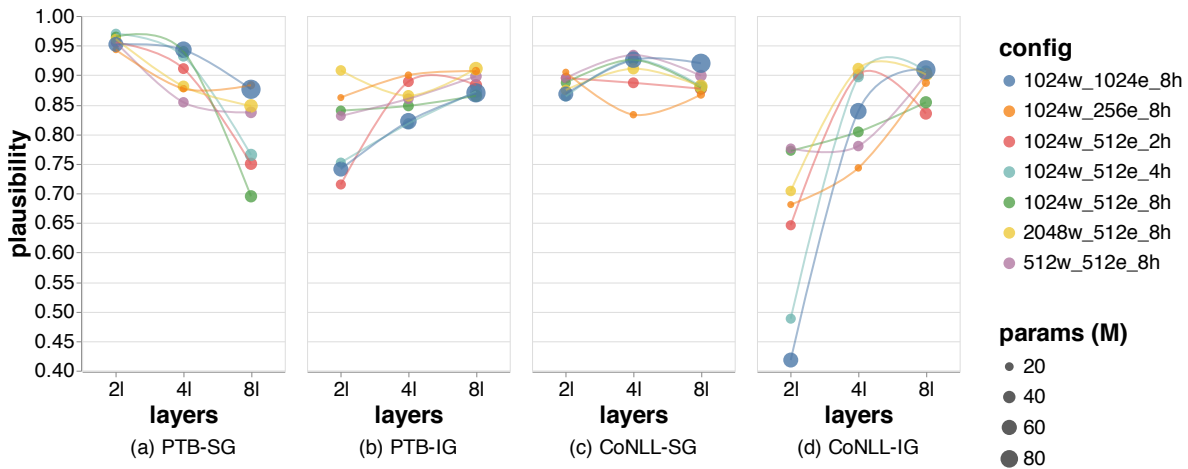 plausibility
1.00
0.95
0.90
0.85
0.80
0.75
0.70
0.65
0.60
0.55
0.50
0.45
0.40
2l 4l 8l
layers
(a) PTB-SG
2l 4l 8l
layers
(b) PTB-IG
2l 4l 8l
layers
(c) CoNLL-SG
2l 4l 8l
layers
(d) CoNLL-IG
config
1024w_1024e_8h
1024w_256e_8h
1024w_512e_2h
1024w_512e_4h
1024w_512e_8h
2048w_512e_8h
512w_512e_8h
params (M)
20
40
60
80